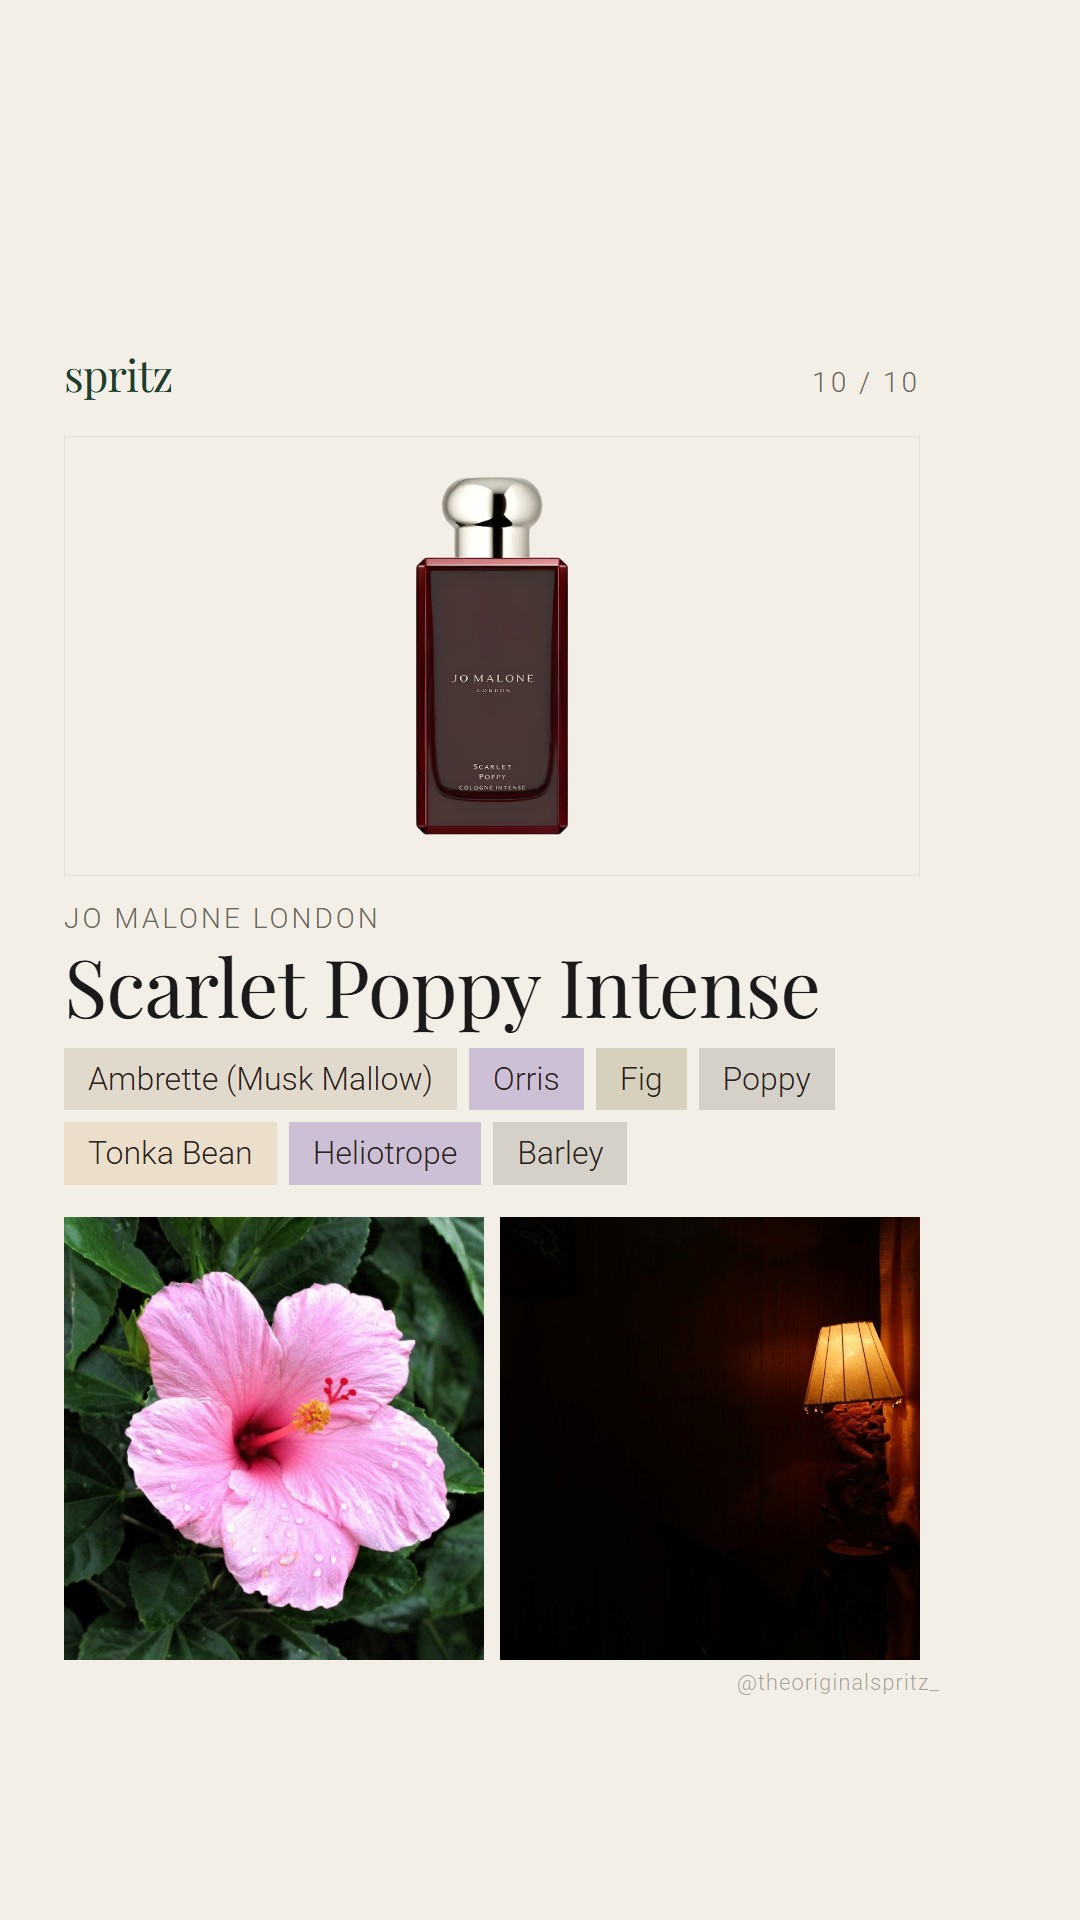 spritz
10 / 10
JO MALONE
LONDON
SCARLET
POPPY
COLOGNE INTENSE
JO MALONE LONDON
Scarlet Poppy Intense
Ambrette (Musk Mallow) Orris Fig Poppy
Tonka Bean Heliotrope Barley
@theoriginalspritz_